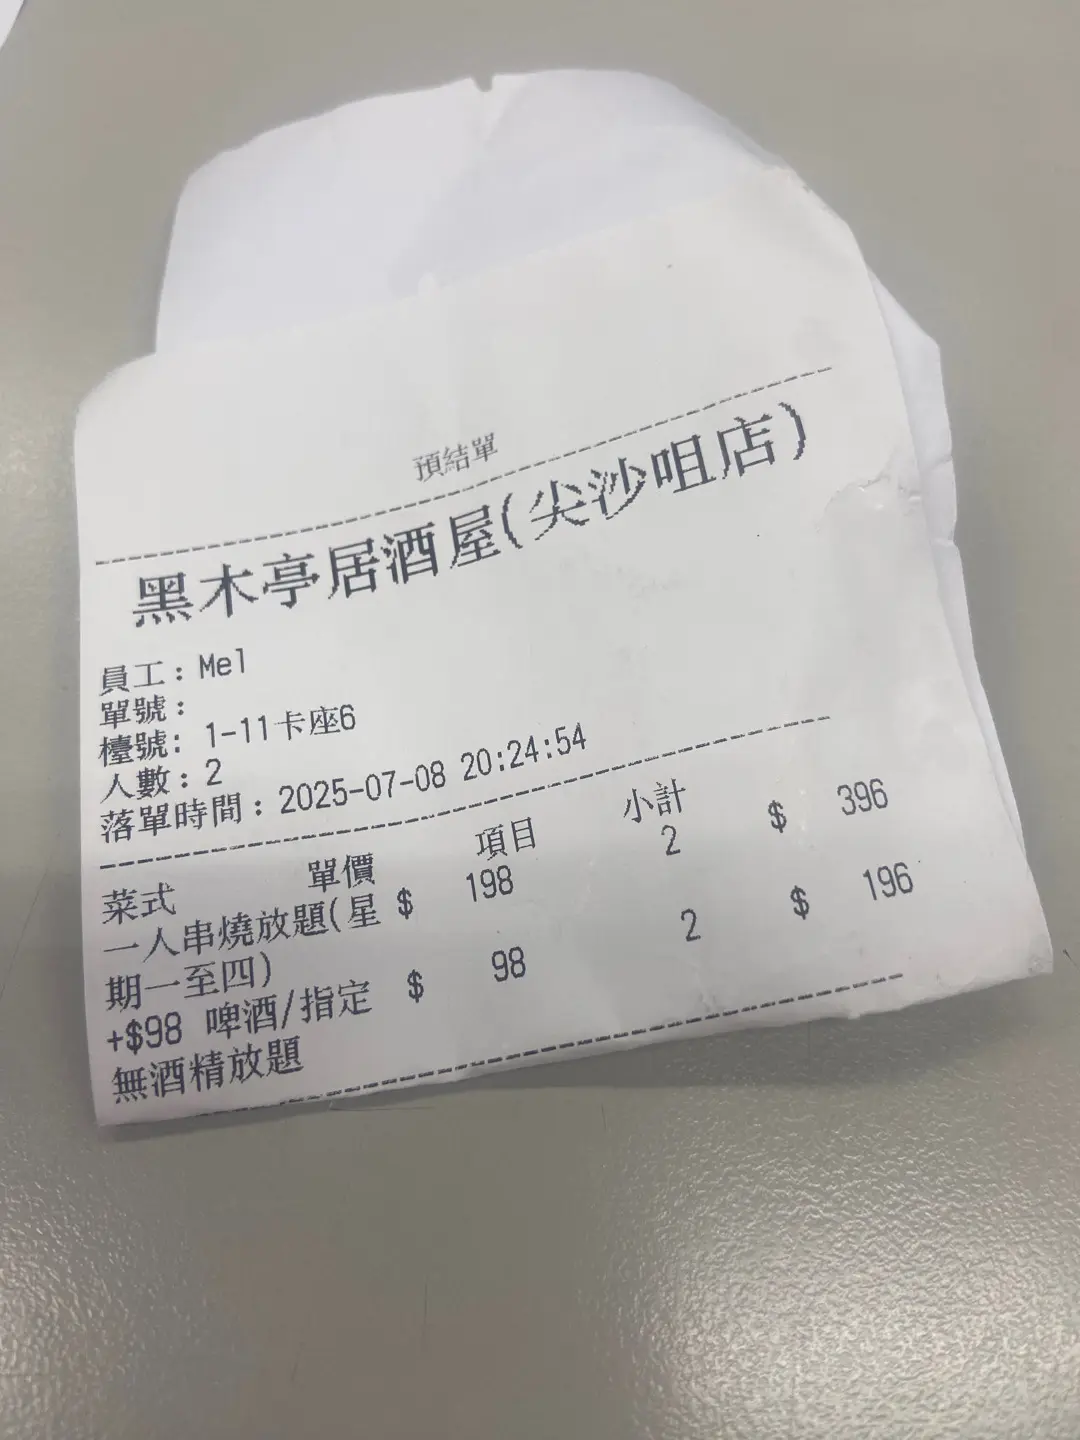 預結單
黑木亭居酒屋(尖沙咀店)
員工：Mel
單號：
檯號： 1-11卡座6
人數：2
落單時間：2025-07-08 20:24:54
菜式 單價 項目 小計
一人串燒放題(星 $ 198 2 $ 396
期一至四)
+$98 啤酒/指定 $ 98 2 $ 196
無酒精放題